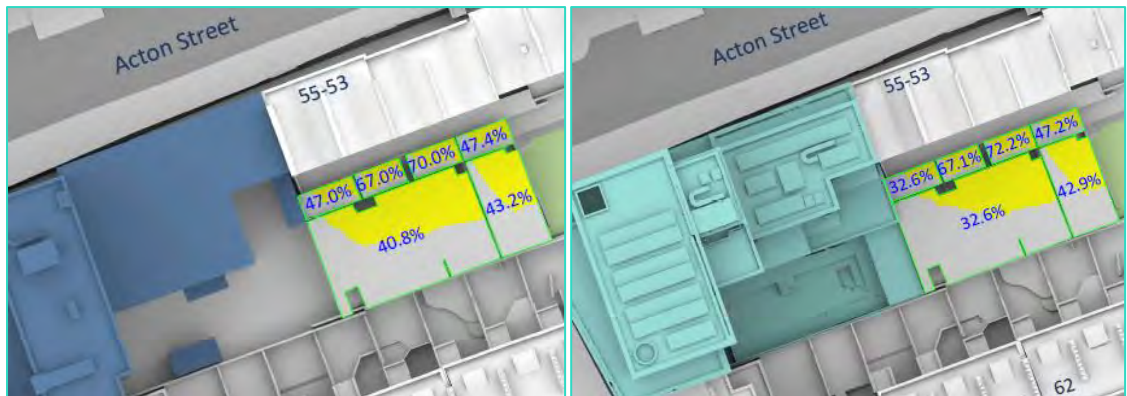 Acton Street
55-53
47.0% 67.0% 70.0% 47.4%
40.8% 43.2%
Acton Street
55-53
32.6% 67.1% 72.2% 47.2%
32.6% 42.9%
62